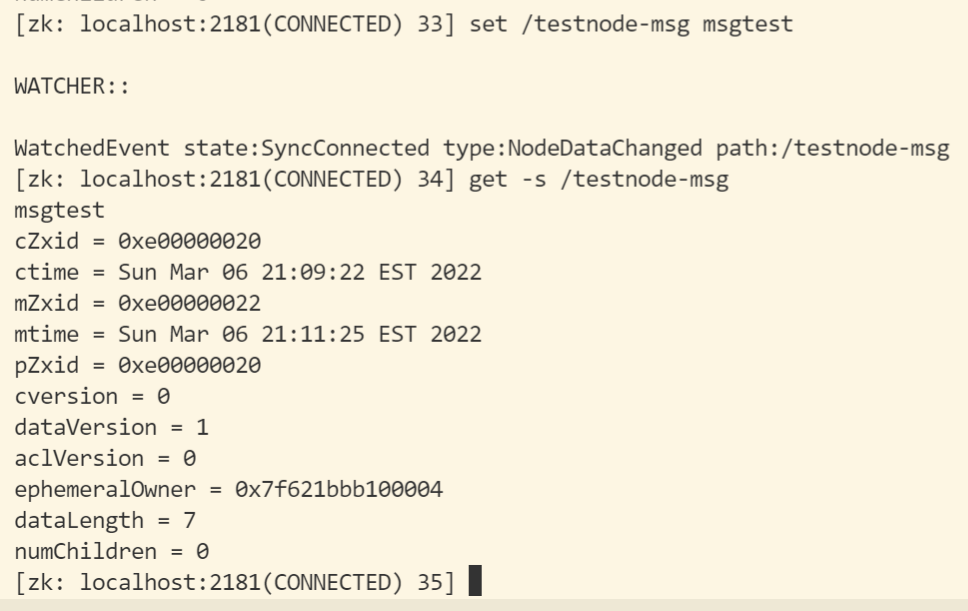 [zk: localhost:2181(CONNECTED) 33] set /testnode-msg msgtest
WATCHER::
WatchedEvent state:SyncConnected type:NodeDataChanged path:/testnode-msg
[zk: localhost:2181(CONNECTED) 34] get -s /testnode-msg
msgtest
cZxid = 0xe00000020
ctime = Sun Mar 06 21:09:22 EST 2022
mZxid = 0xe00000022
mtime = Sun Mar 06 21:11:25 EST 2022
pZxid = 0xe00000020
cversion = 0
dataVersion = 1
aclVersion = 0
ephemeralOwner = 0x7f621bbb100004
dataLength = 7
numChildren = 0
[zk: localhost:2181(CONNECTED) 35]